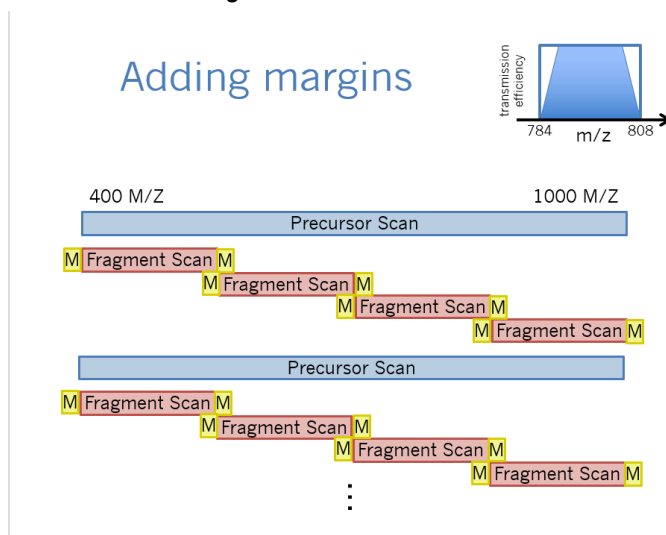 Adding margins
transmission
efficiency
784
m/z
808
400 M/Z
1000 M/Z
Precursor Scan
M Fragment Scan M
M Fragment Scan M
M Fragment Scan M
M Fragment Scan M
Precursor Scan
M Fragment Scan M
M Fragment Scan M
M Fragment Scan M
M Fragment Scan M